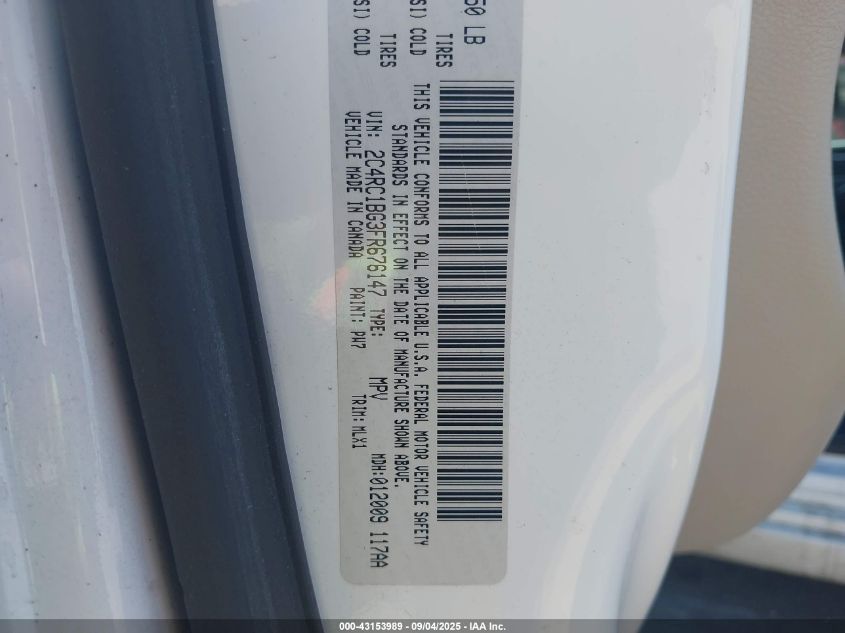 50 LB
TIRES
SI) COLD
TIRES
SI) COLD
THIS VEHICLE CONFORMS TO ALL APPLICABLE U.S.A. FEDERAL MOTOR VEHICLE SAFETY
STANDARDS IN EFFECT ON THE DATE OF MANUFACTURE SHOWN ABOVE.
VIN: 2C4RC1BG3FR676147 TYPE: MPV MDH:012009 117AA
VEHICLE MADE IN CANADA PAINT: PW7 TRIM: MLX1
000-43153989 - 09/04/2025 - IAA Inc.